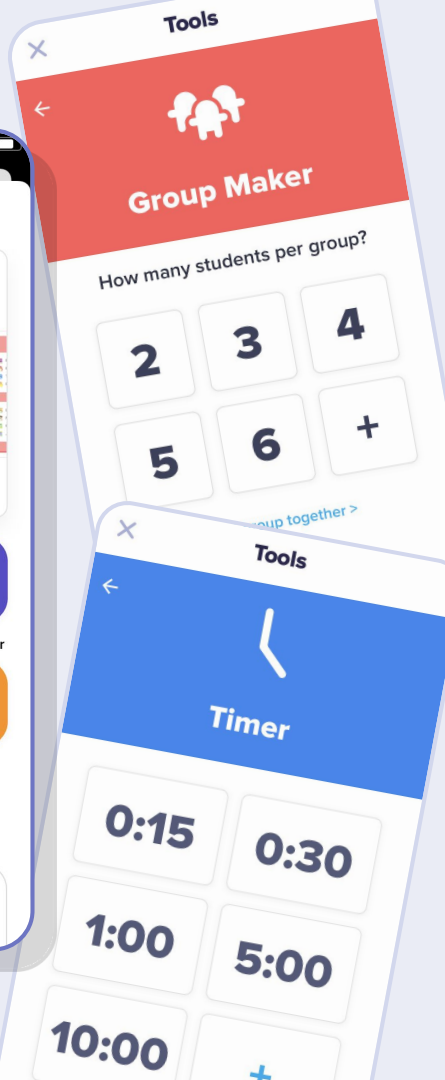 Tools
Group Maker
How many students per group?
2 3 4
5 6 +
together >
Tools
Timer
0:15 0:30
1:00 5:00
10:00 +